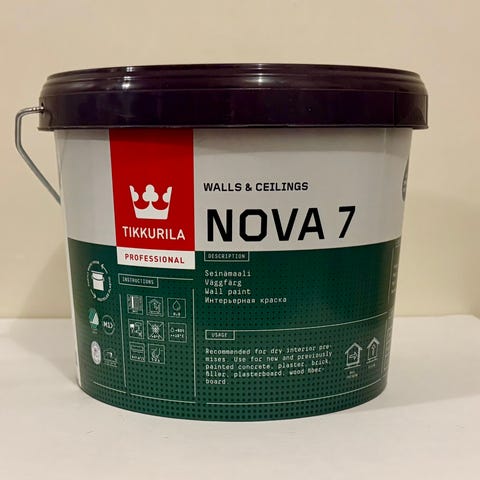 WALLS & CEILINGS
NOVA 7
TIKKURILA
PROFESSIONAL
DESCRIPTION
Seinämaali
Väggfärg
Wall paint
Интерьерная краска
INSTRUCTIONS
M1
USAGE
Recommended for dry interior pre-
mises. Use for new and previously
painted concrete, plaster, brick,
filler, plasterboard, wood fiber
board.